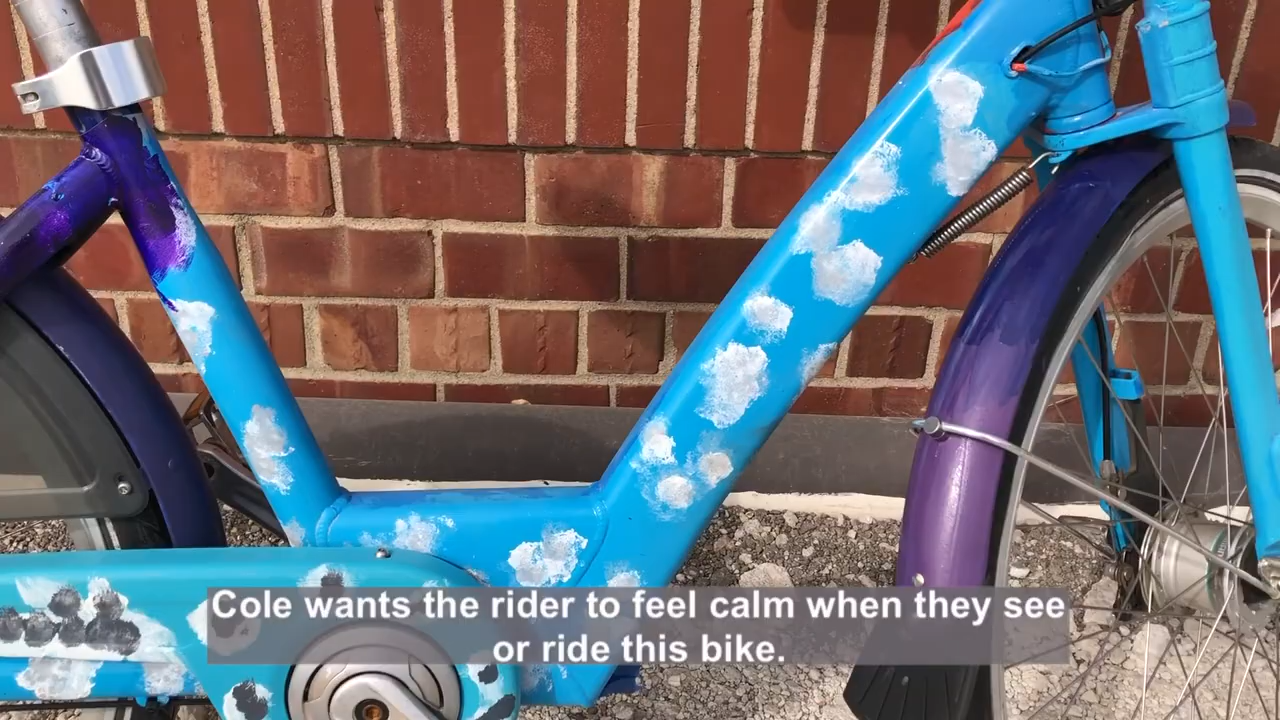 Cole wants the rider to feel calm when they see
or ride this bike.